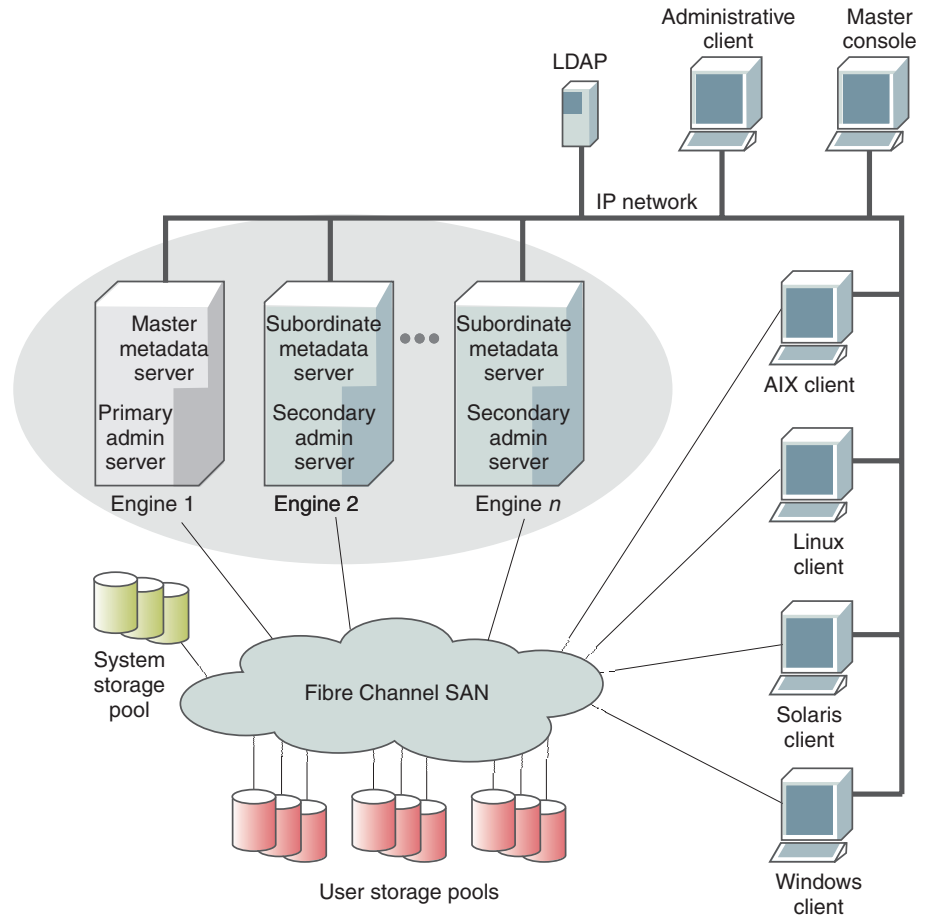 Administrative
client
Master
console
LDAP
IP network
Master
metadata
server
Primary
admin
server
Engine 1
Subordinate
metadata
server
Secondary
admin
server
Engine 2
Subordinate
metadata
server
Secondary
admin
server
Engine n
AIX client
Linux
client
System
storage
pool
Fibre Channel SAN
Solaris
client
User storage pools
Windows
client